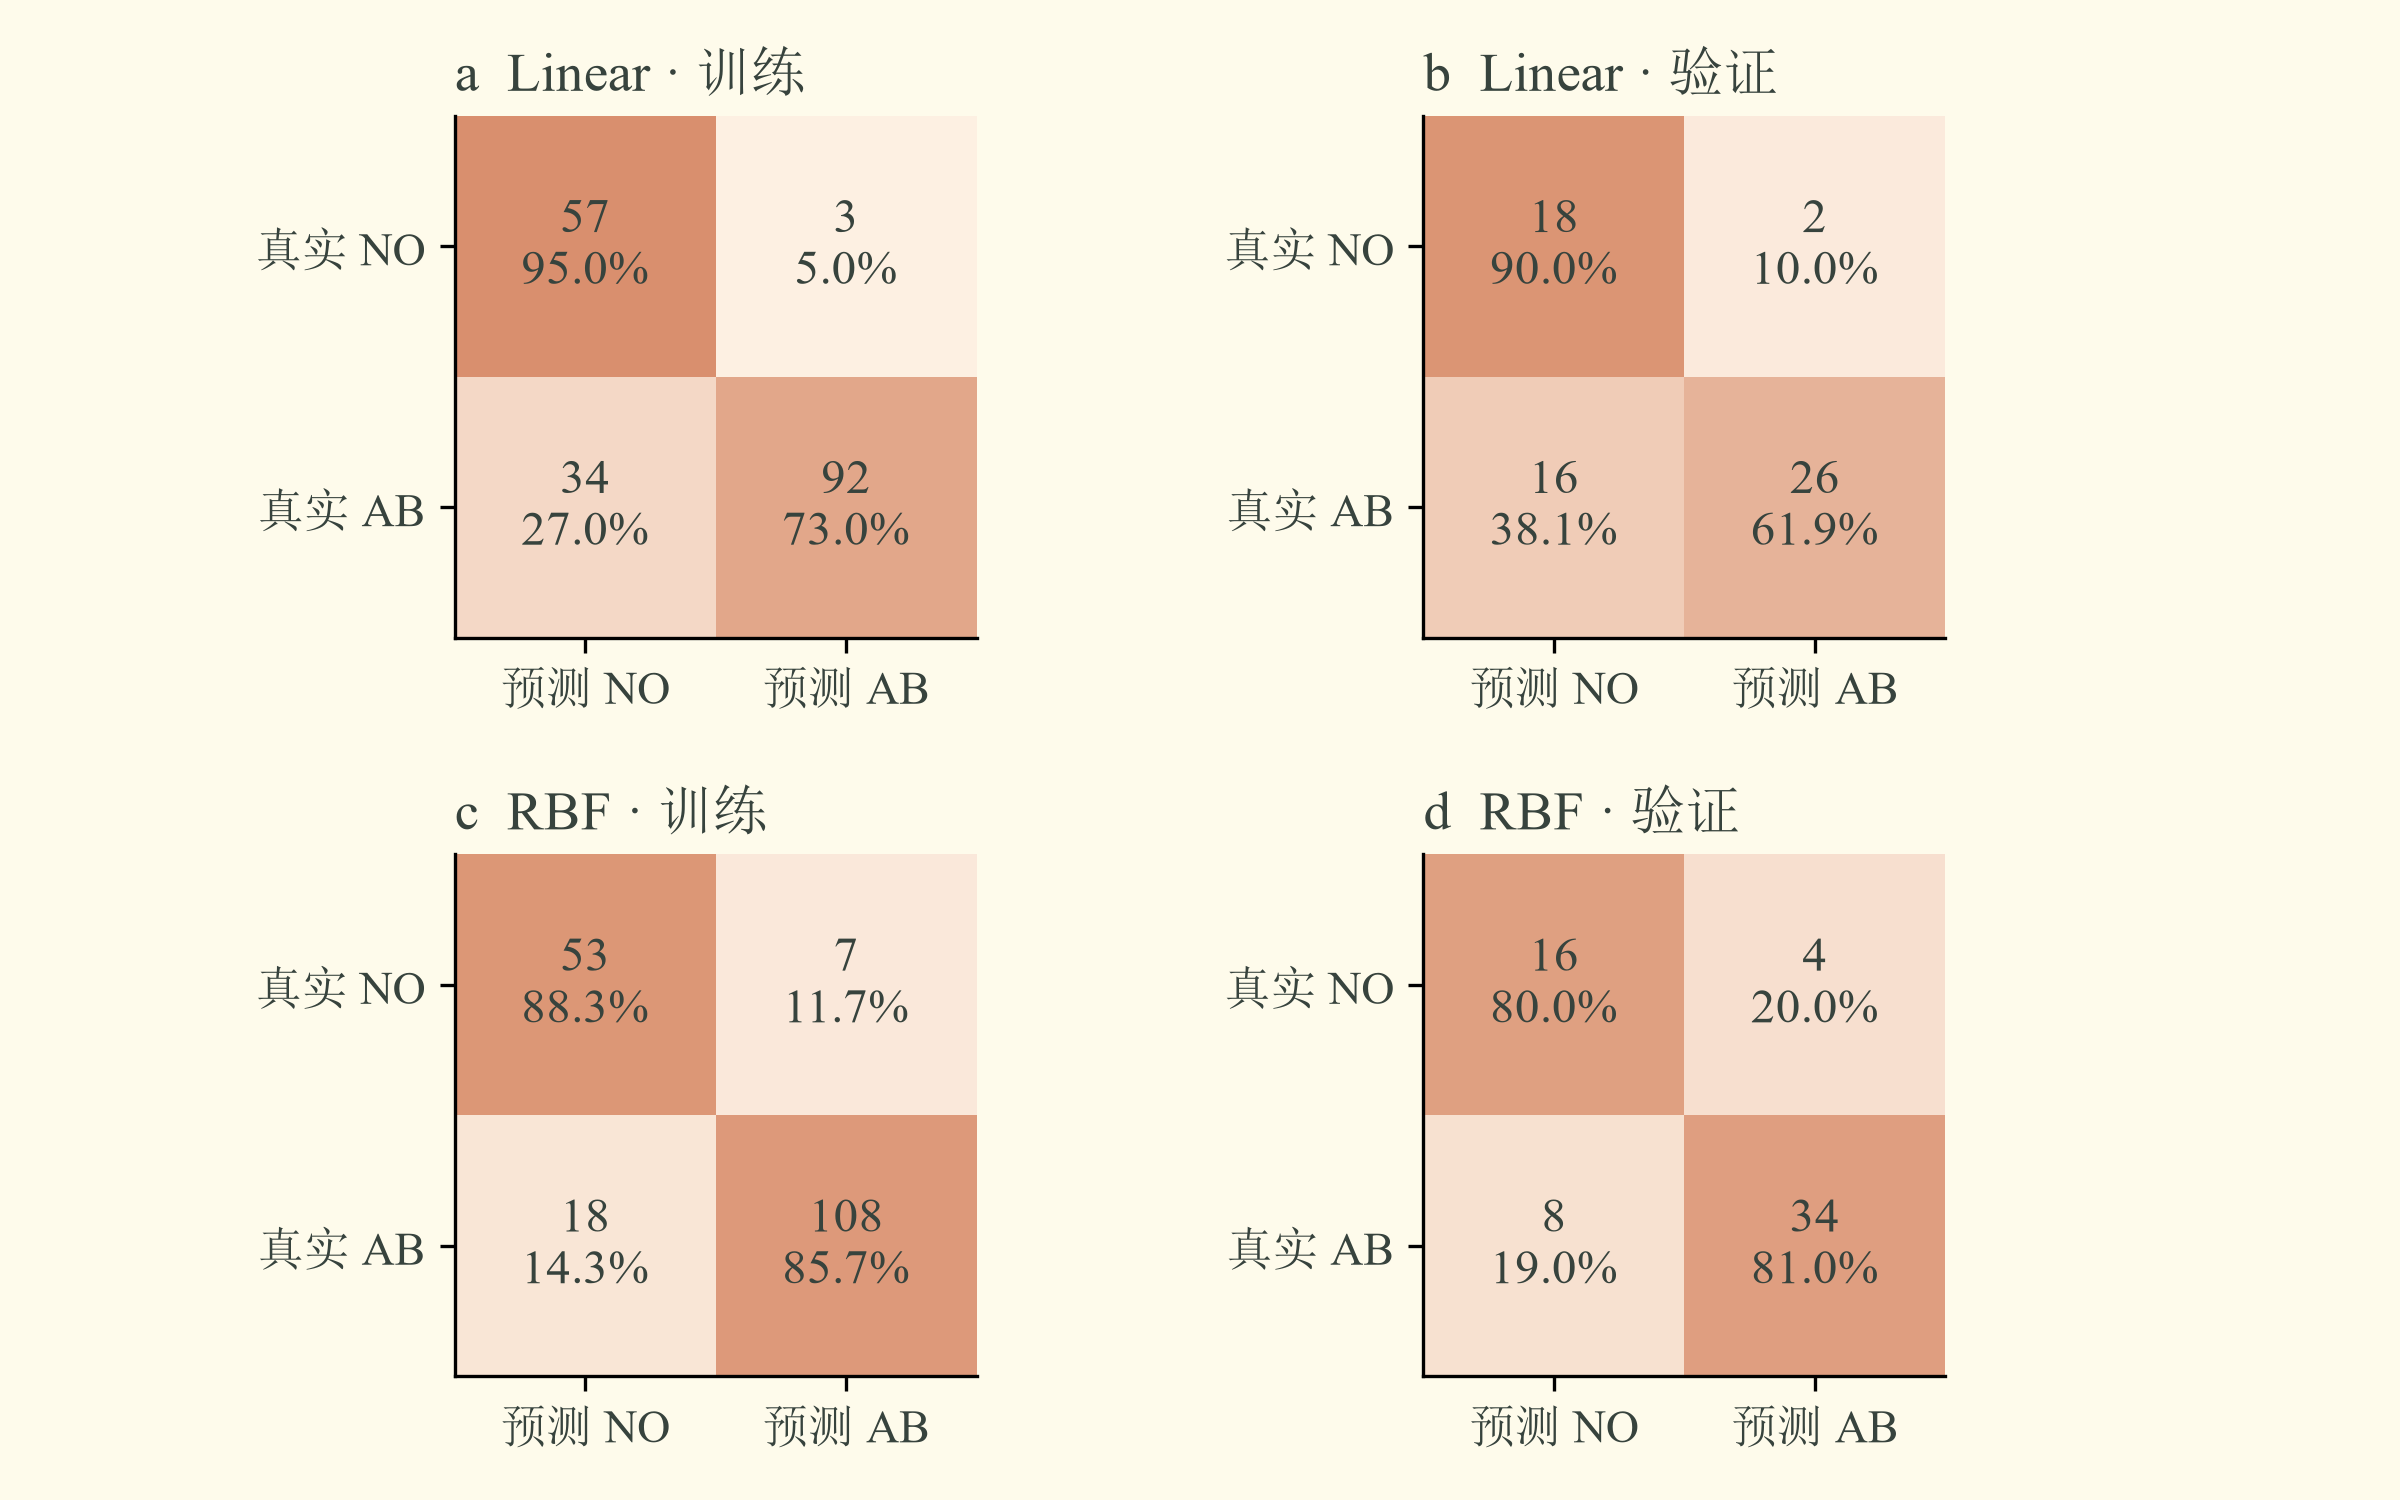 a Linear · 训练
真实 NO
57
95.0%
3
5.0%
真实 AB
34
27.0%
92
73.0%
预测 NO
预测 AB
b Linear · 验证
真实 NO
18
90.0%
2
10.0%
真实 AB
16
38.1%
26
61.9%
预测 NO
预测 AB
c RBF · 训练
真实 NO
53
88.3%
7
11.7%
真实 AB
18
14.3%
108
85.7%
预测 NO
预测 AB
d RBF · 验证
真实 NO
16
80.0%
4
20.0%
真实 AB
8
19.0%
34
81.0%
预测 NO
预测 AB